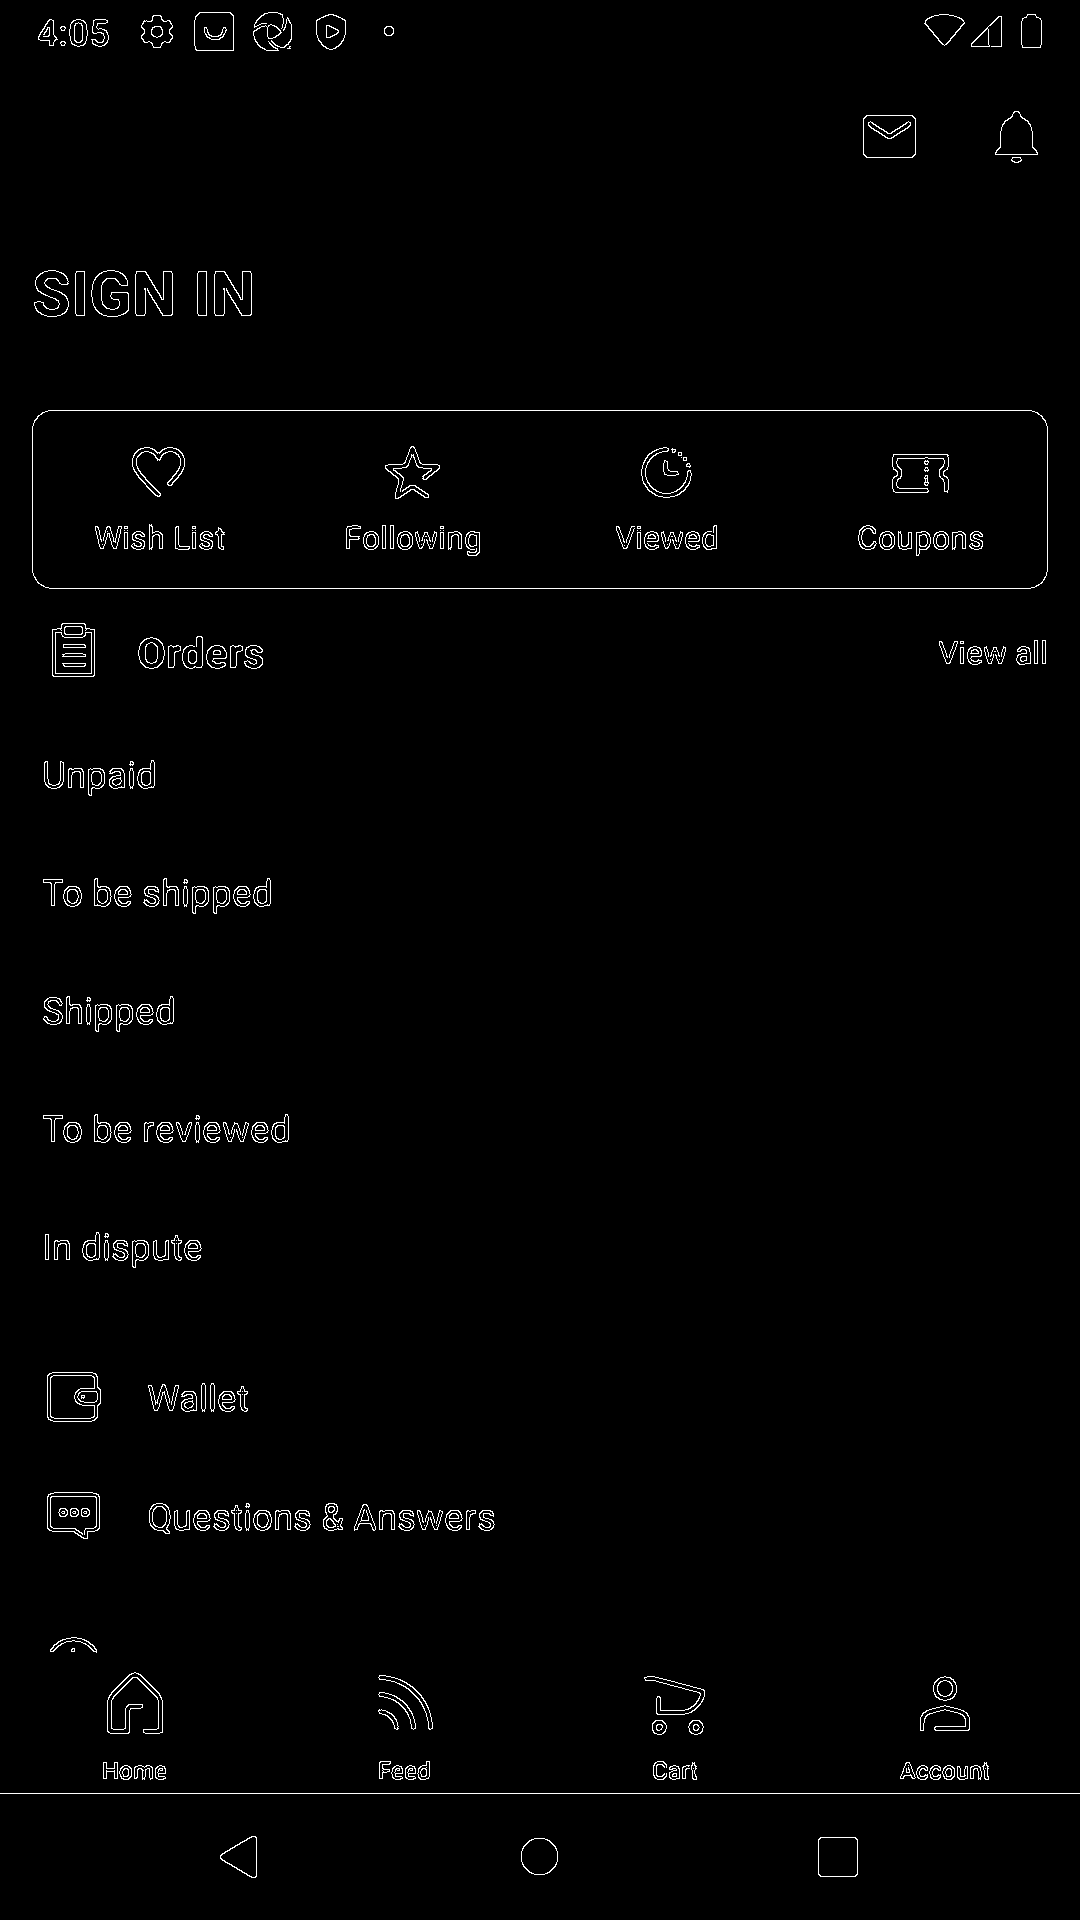 4:05
SIGN IN
Wish List Following Viewed Coupons
Orders View all
Unpaid
To be shipped
Shipped
To be reviewed
In dispute
Wallet
Questions & Answers
Home Feed Cart Account